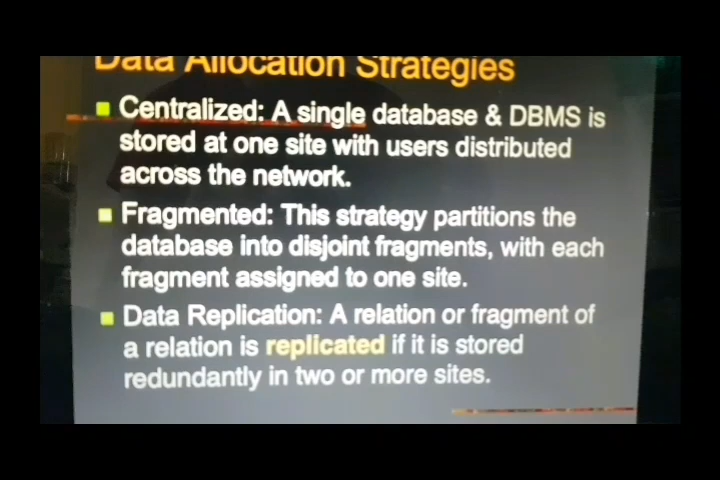 Data Allocation Strategies
Centralized: A single database & DBMS is
stored at one site with users distributed
across the network.
Fragmented: This strategy partitions the
database into disjoint fragments, with each
fragment assigned to one site.
Data Replication: A relation or fragment of
a relation is replicated if it is stored
redundantly in two or more sites.